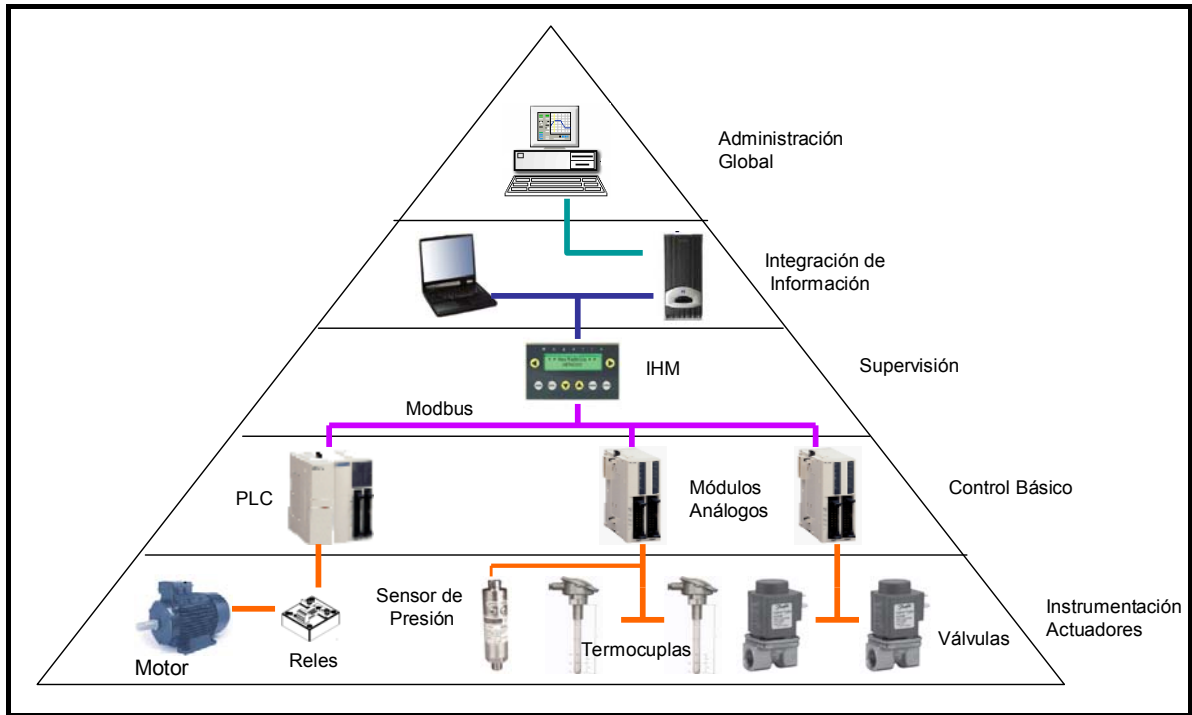 Administración
Global
Integración de
Información
IHM
Supervisión
Modbus
PLC
Módulos
Análogos
Control Básico
Sensor de
Presión
Motor
Reles
Termocuplas
Válvulas
Instrumentación
Actuadores